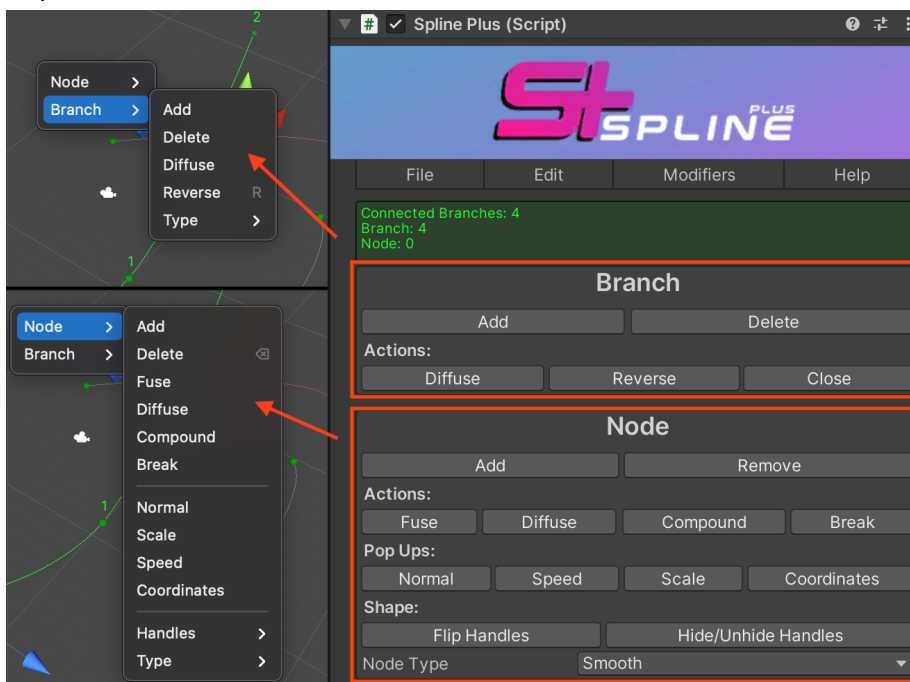 2
Node
Branch
Add
Delete
Diffuse
Reverse R
Type
1
Node
Branch
Add
Delete
Fuse
Diffuse
Compound
Break
Normal
Scale
Speed
Coordinates
Handles
Type
1
# Spline Plus (Script)
St
SPLINE PLUS
File Edit Modifiers Help
Connected Branches: 4
Branch: 4
Node: 0
Branch
Add Delete
Actions:
Diffuse Reverse Close
Node
Add Remove
Actions:
Fuse Diffuse Compound Break
Pop Ups:
Normal Speed Scale Coordinates
Shape:
Flip Handles Hide/Unhide Handles
Node Type Smooth